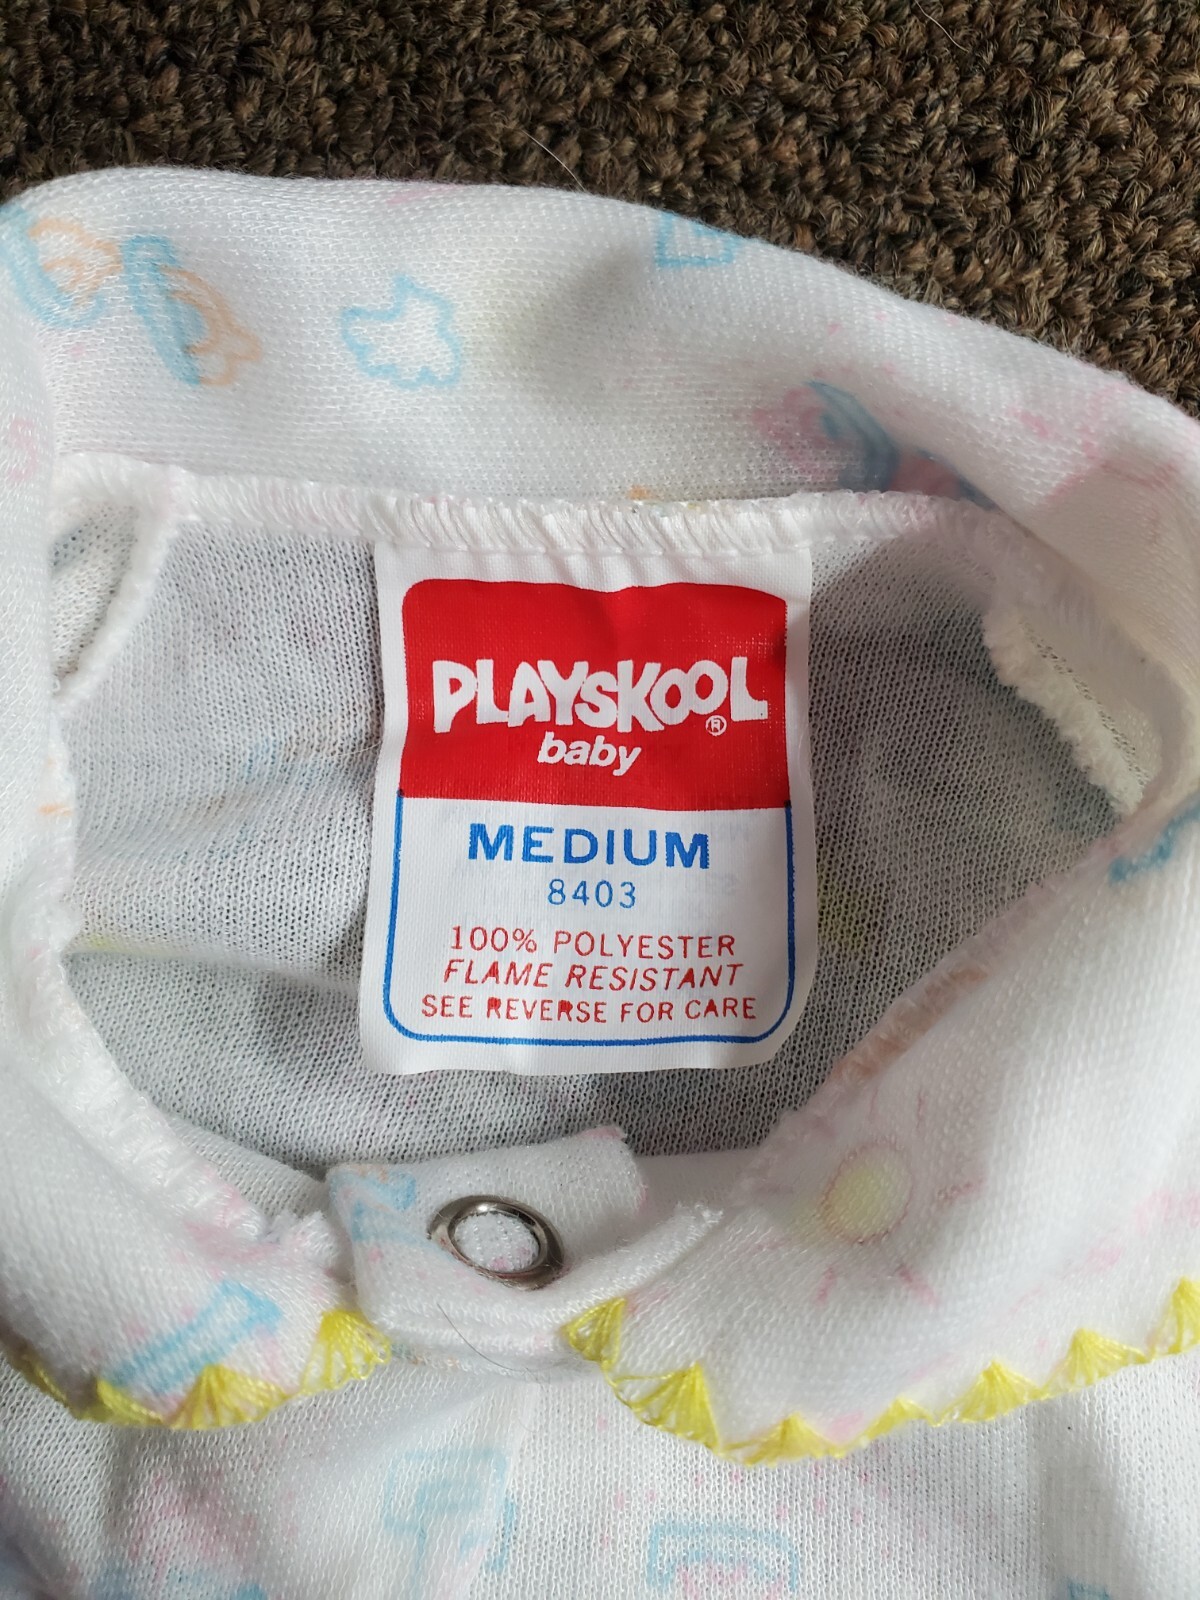 PLAYSKOOL®
baby
MEDIUM
8403
100% POLYESTER
FLAME RESISTANT
SEE REVERSE FOR CARE